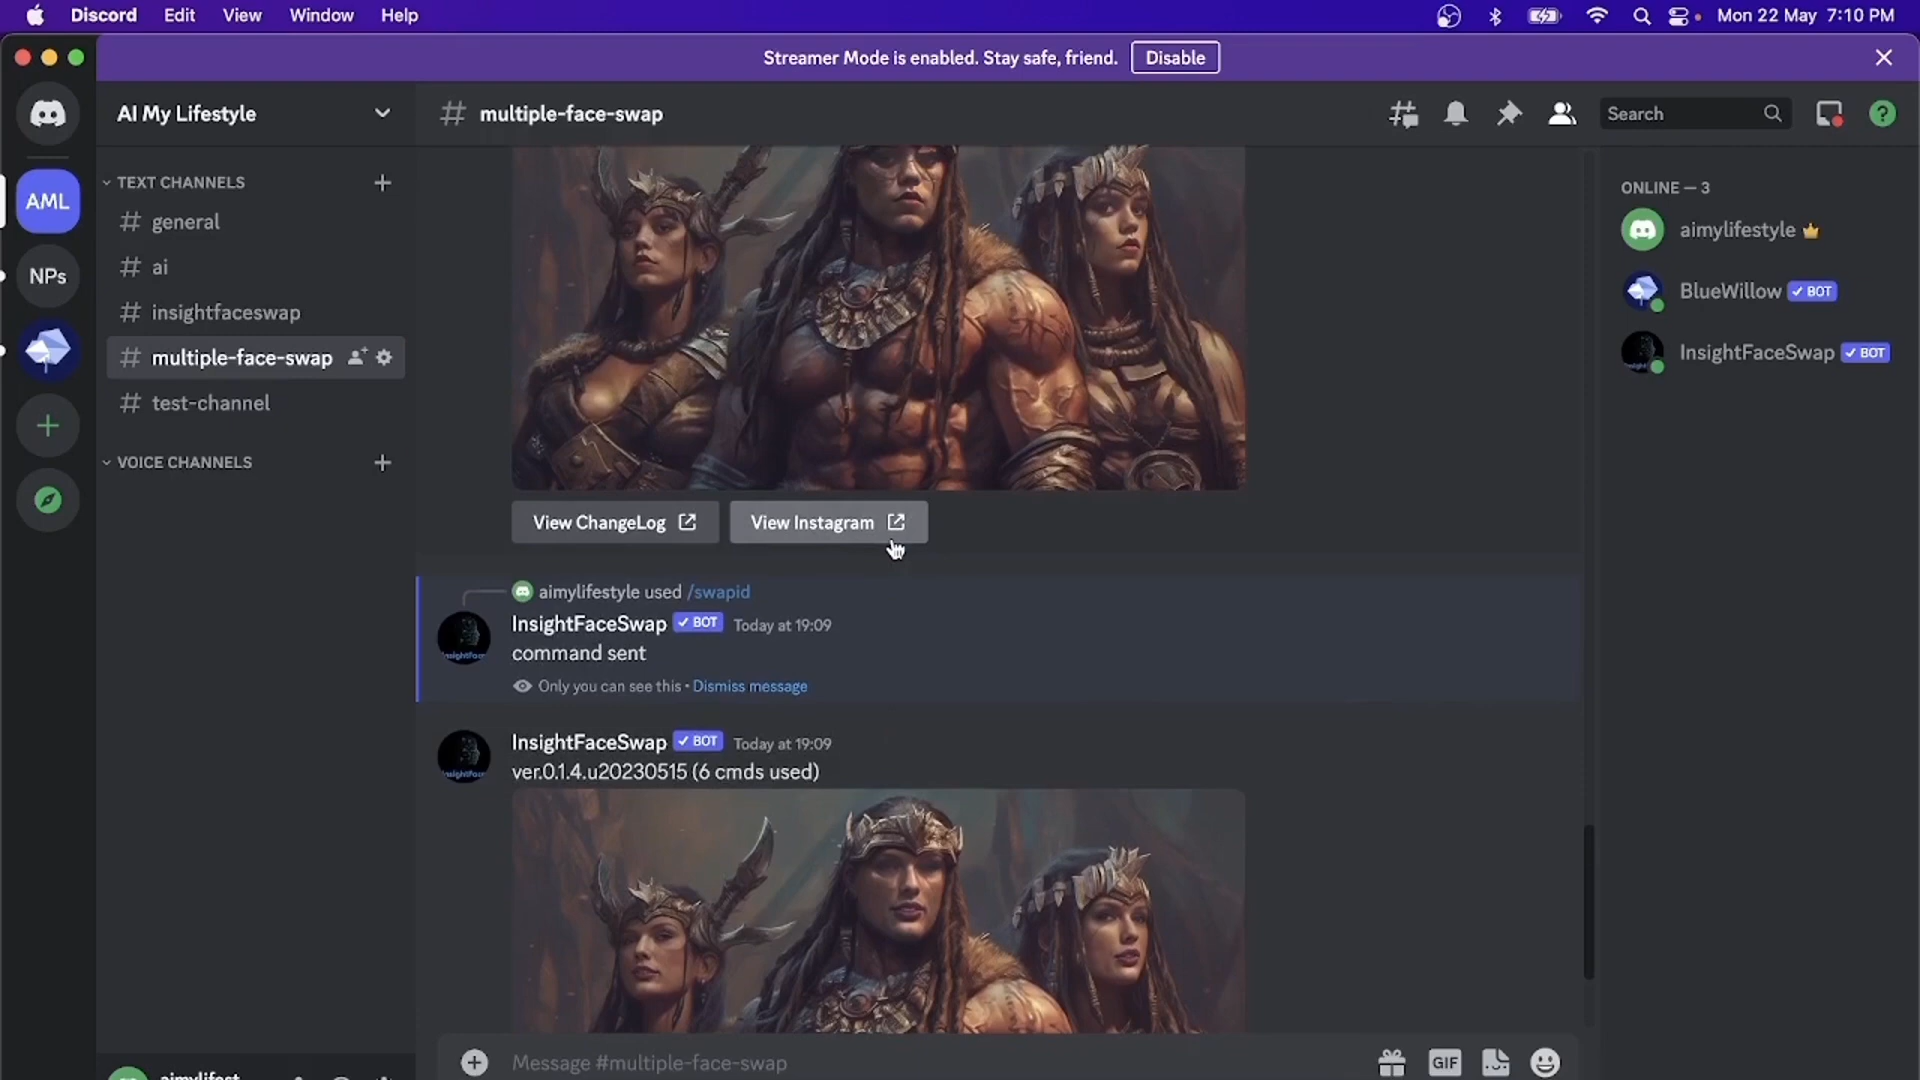 Discord Edit View Window Help Mon 22 May 7:10 PM
Streamer Mode is enabled. Stay safe, friend. Disable
AI My Lifestyle
multiple-face-swap
Search
AML
NPs
TEXT CHANNELS
general
ai
insightfaceswap
multiple-face-swap
test-channel
VOICE CHANNELS
View ChangeLog
View Instagram
aimylifestyle used /swapid
InsightFaceSwap BOT Today at 19:09
command sent
Only you can see this • Dismiss message
InsightFaceSwap BOT Today at 19:09
ver.0.1.4.u20230515 (6 cmds used)
Message #multiple-face-swap
GIF
ONLINE — 3
aimylifestyle
BlueWillow BOT
InsightFaceSwap BOT